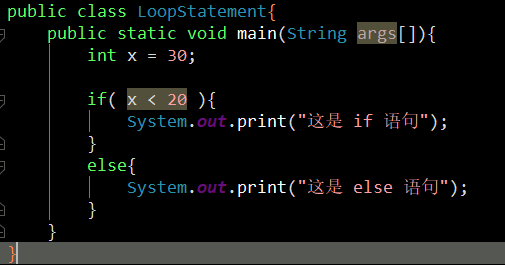 public class LoopStatement{
public static void main(String args[]){
int x = 30;
if( x < 20 ){
System.out.print("这是 if 语句");
}
else{
System.out.print("这是 else 语句");
}
}
}